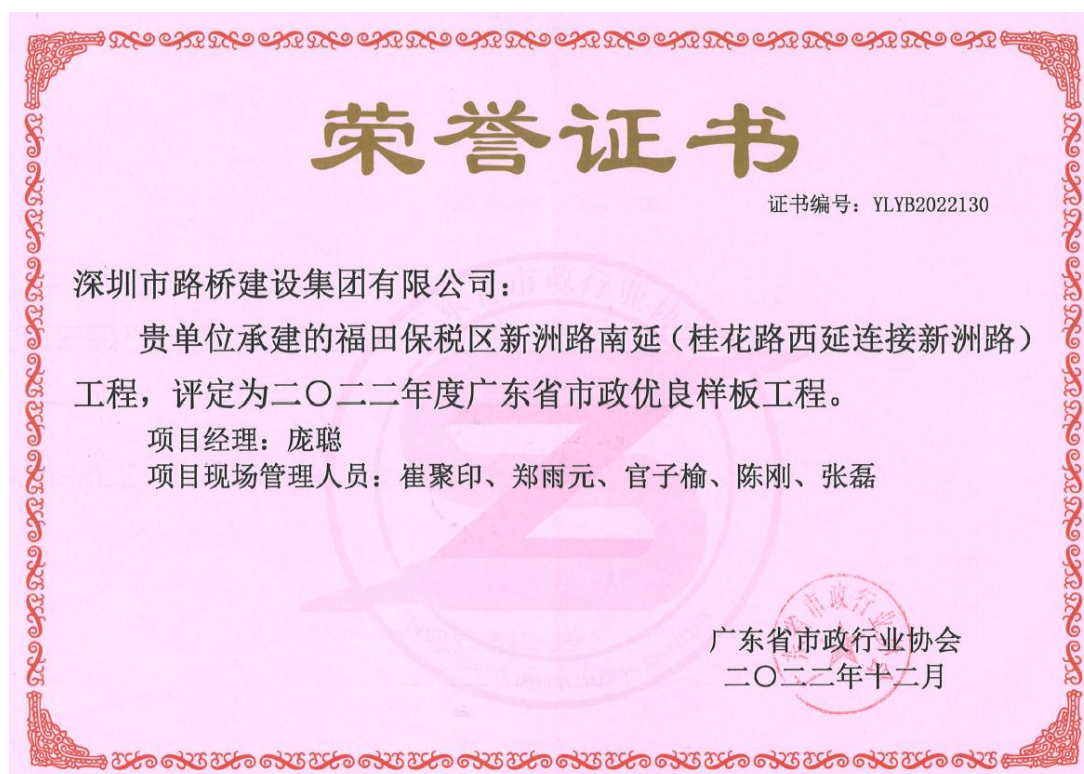 荣誉证书
证书编号：YLYB2022130
深圳市路桥建设集团有限公司：
贵单位承建的福田保税区新洲路南延（桂花路西延连接新洲路）
工程，评定为二〇二二年度广东省市政优良样板工程。
项目经理：庞聪
项目现场管理人员：崔聚印、郑雨元、官子榆、陈刚、张磊
广东省市政行业协会
二〇二二年十二月